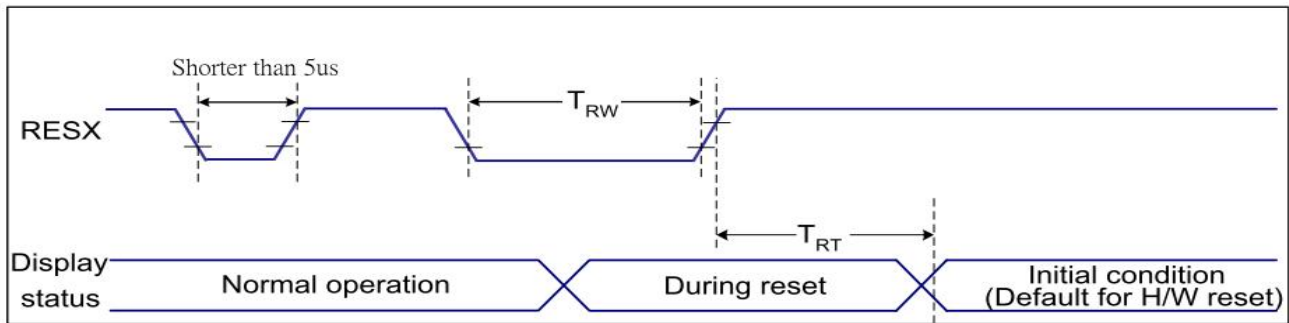 Shorter than 5us
RESX
TRW
TRT
Display
status
Normal operation
During reset
Initial condition
(Default for H/W reset)